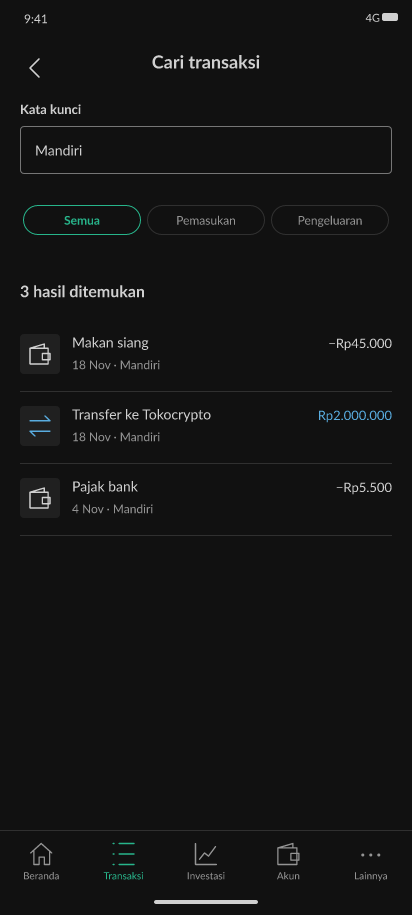 9:41
4G
Cari transaksi
Kata kunci
Mandiri
Semua
Pemasukan
Pengeluaran
3 hasil ditemukan
Makan siang
−Rp45.000
18 Nov · Mandiri
Transfer ke Tokocrypto
Rp2.000.000
18 Nov · Mandiri
Pajak bank
−Rp5.500
4 Nov · Mandiri
Beranda
Transaksi
Investasi
Akun
Lainnya